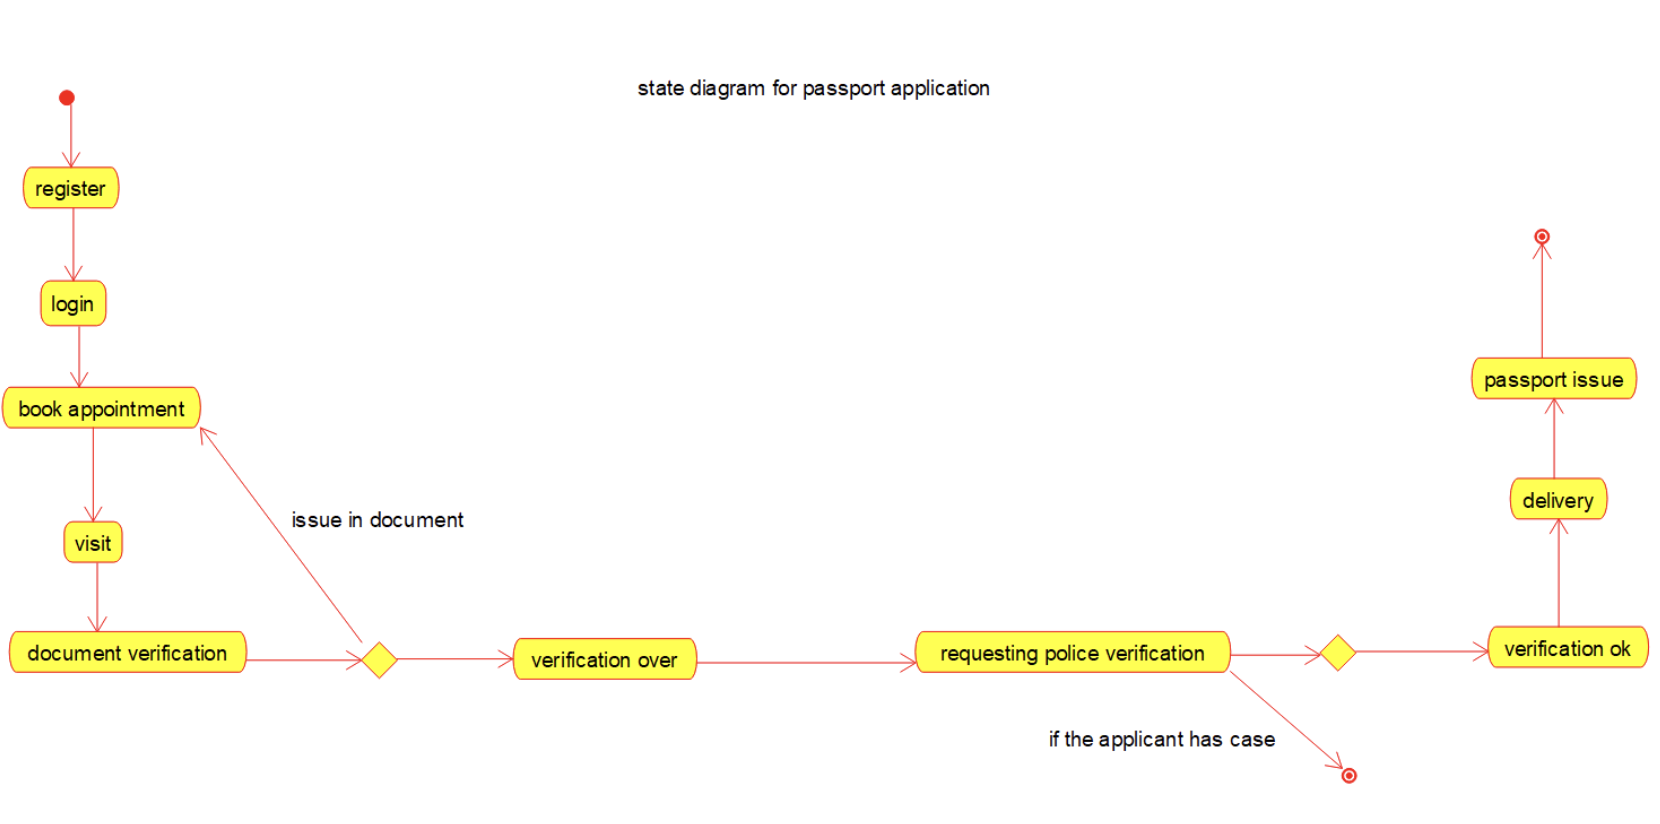 state diagram for passport application
register
login
book appointment
issue in document
visit
document verification
verification over
requesting police verification
if the applicant has case
verification ok
delivery
passport issue